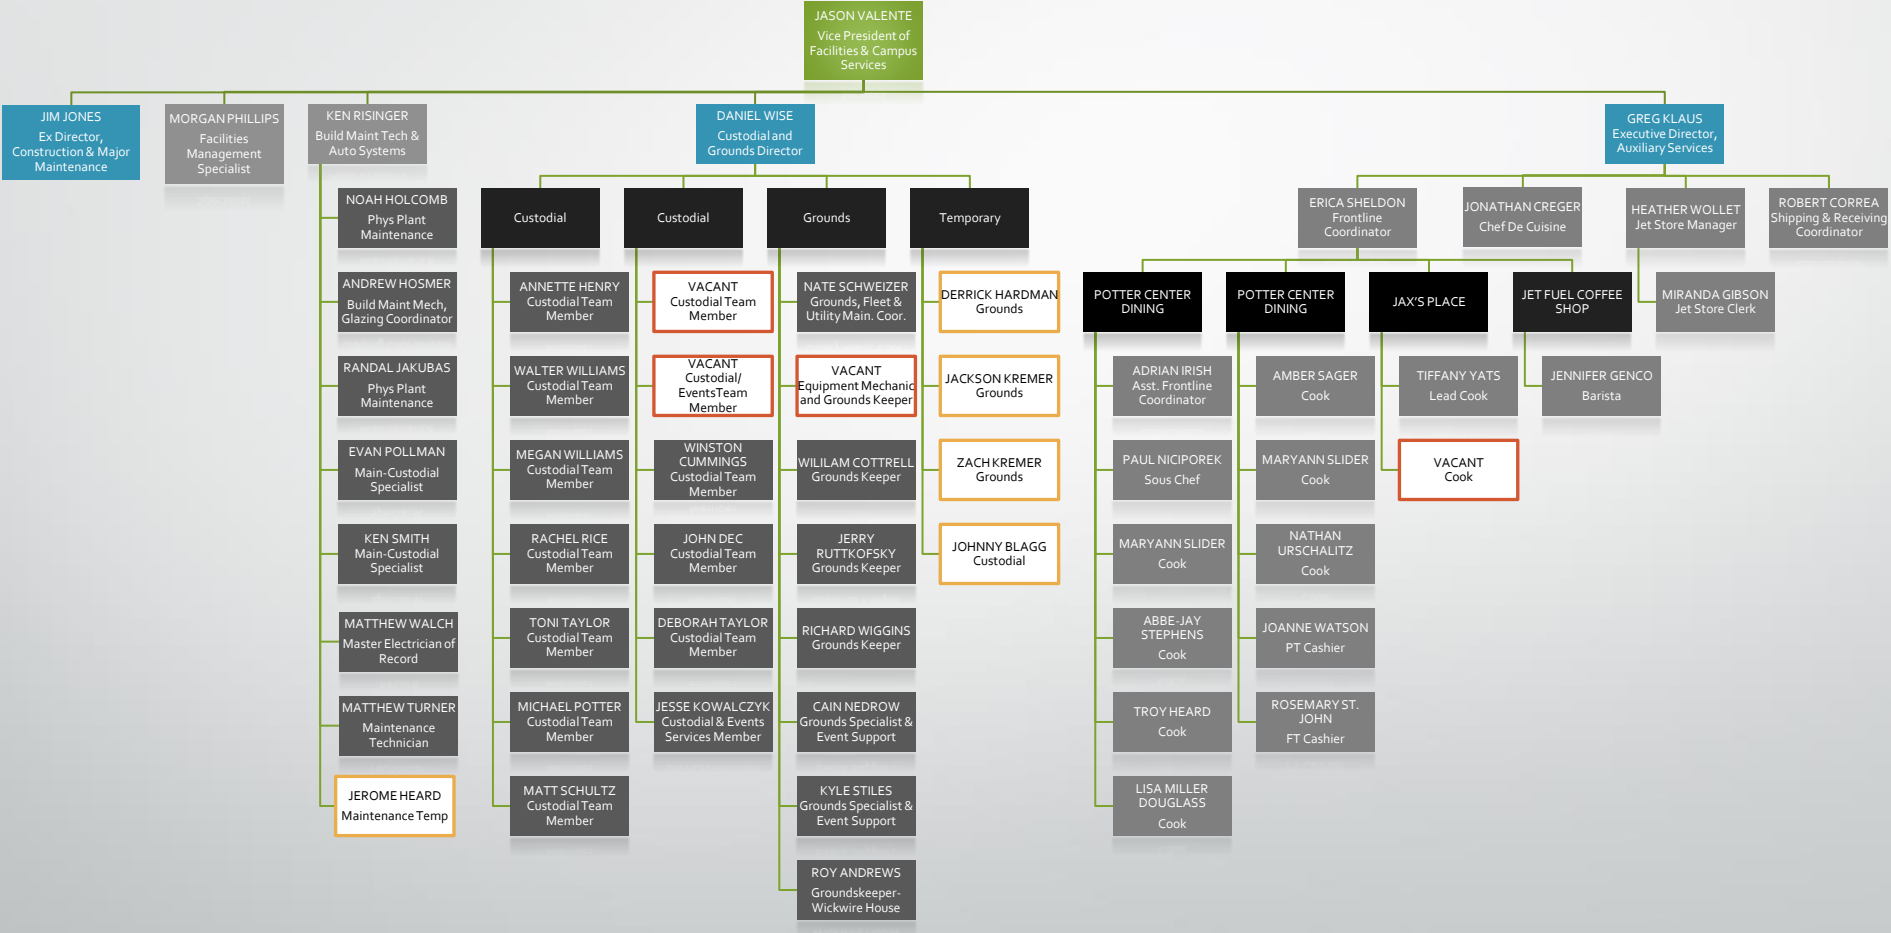 JASON VALENTE
Vice President of
Facilities & Campus
Services
JIM JONES
Ex Director,
Construction & Major
Maintenance
MORGAN PHILLIPS
Facilities
Management
Specialist
KEN RISINGER
Build Maint Tech &
Auto Systems
DANIEL WISE
Custodial and
Grounds Director
GREG KLAUS
Executive Director,
Auxiliary Services
NOAH HOLCOMB
Phys Plant
Maintenance
ANDREW HOSMER
Build Maint Mech,
Glazing Coordinator
RANDAL JAKUBAS
Phys Plant
Maintenance
EVAN POLLMAN
Main-Custodial
Specialist
KEN SMITH
Main-Custodial
Specialist
MATTHEW WALCH
Master Electrician of
Record
MATTHEW TURNER
Maintenance
Technician
JEROME HEARD
Maintenance Temp
Custodial
ANNETTE HENRY
Custodial Team
Member
WALTER WILLIAMS
Custodial Team
Member
MEGAN WILLIAMS
Custodial Team
Member
RACHEL RICE
Custodial Team
Member
TONI TAYLOR
Custodial Team
Member
MICHAEL POTTER
Custodial Team
Member
MATT SCHULTZ
Custodial Team
Member
Custodial
VACANT
Custodial Team
Member
VACANT
Custodial/
EventsTeam
Member
WINSTON
CUMMINGS
Custodial Team
Member
JOHN DEC
Custodial Team
Member
DEBORAH TAYLOR
Custodial Team
Member
JESSE KOWALCZYK
Custodial & Events
Services Member
Grounds
NATE SCHWEIZER
Grounds, Fleet &
Utility Main. Coor.
VACANT
Equipment Mechanic
and Grounds Keeper
WILILAM COTTRELL
Grounds Keeper
JERRY
RUTTKOFSKY
Grounds Keeper
RICHARD WIGGINS
Grounds Keeper
CAIN NEDROW
Grounds Specialist &
Event Support
KYLE STILES
Grounds Specialist &
Event Support
ROY ANDREWS
Groundskeeper-
Wickwire House
Temporary
DERRICK HARDMAN
Grounds
JACKSON KREMER
Grounds
ZACH KREMER
Grounds
JOHNNY BLAGG
Custodial
ERICA SHELDON
Frontline
Coordinator
JONATHAN CREGER
Chef De Cuisine
HEATHER WOLLET
Jet Store Manager
ROBERT CORREA
Shipping & Receiving
Coordinator
POTTER CENTER
DINING
ADRIAN IRISH
Asst. Frontline
Coordinator
PAUL NICIPOREK
Sous Chef
MARYANN SLIDER
Cook
ABBE-JAY
STEPHENS
Cook
TROY HEARD
Cook
LISA MILLER
DOUGLASS
Cook
POTTER CENTER
DINING
AMBER SAGER
Cook
MARYANN SLIDER
Cook
NATHAN
URSCHALITZ
Cook
JOANNE WATSON
PT Cashier
ROSEMARY ST.
JOHN
FT Cashier
JAX'S PLACE
TIFFANY YATS
Lead Cook
VACANT
Cook
JET FUEL COFFEE
SHOP
JENNIFER GENCO
Barista
MIRANDA GIBSON
Jet Store Clerk